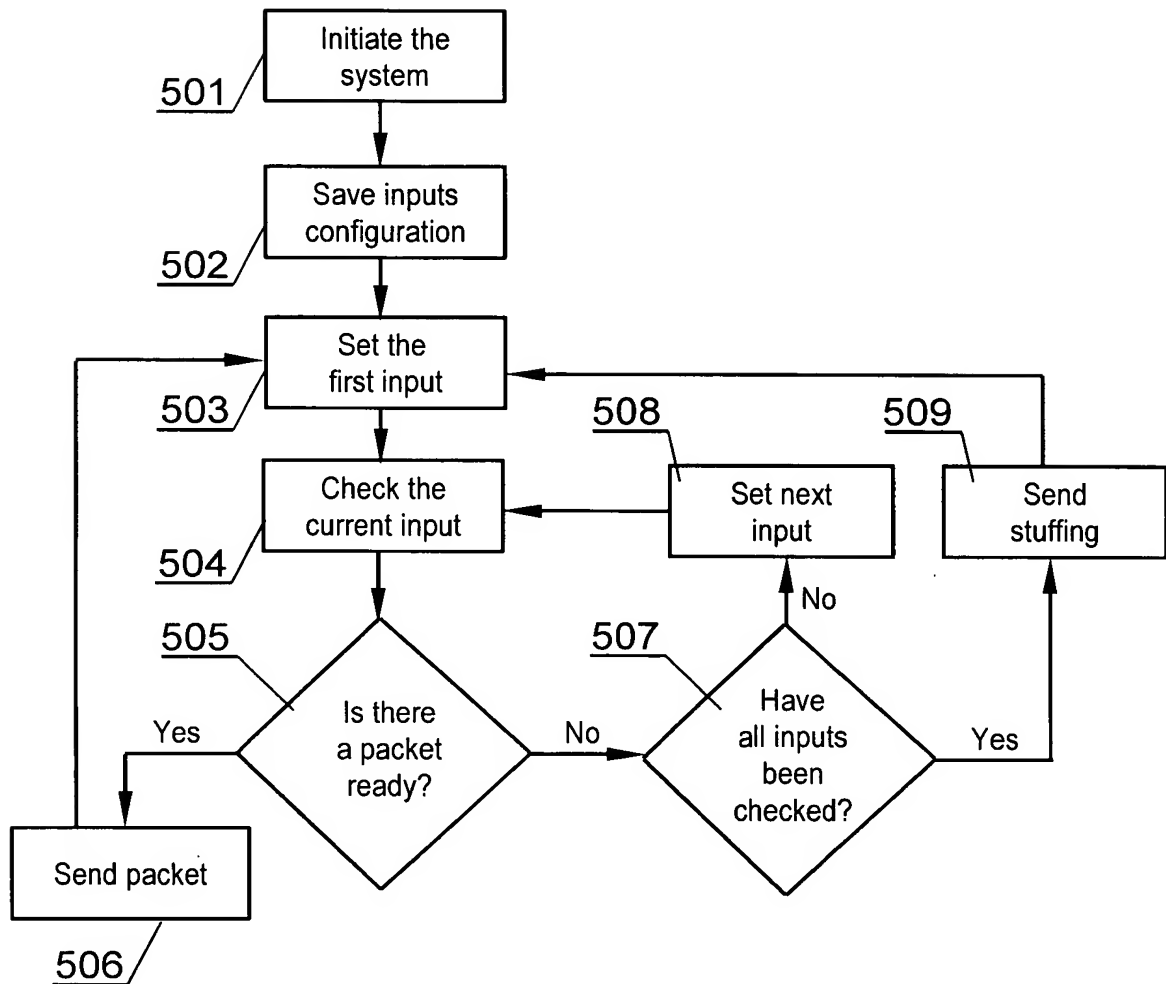 Initiate the
system
501
Save inputs
configuration
502
Set the
first input
503
508
509
Check the
current input
504
Set next
input
Send
stuffing
No
505
507
Is there
a packet
ready?
Yes
No
Have
all inputs
been
checked?
Yes
Send packet
506